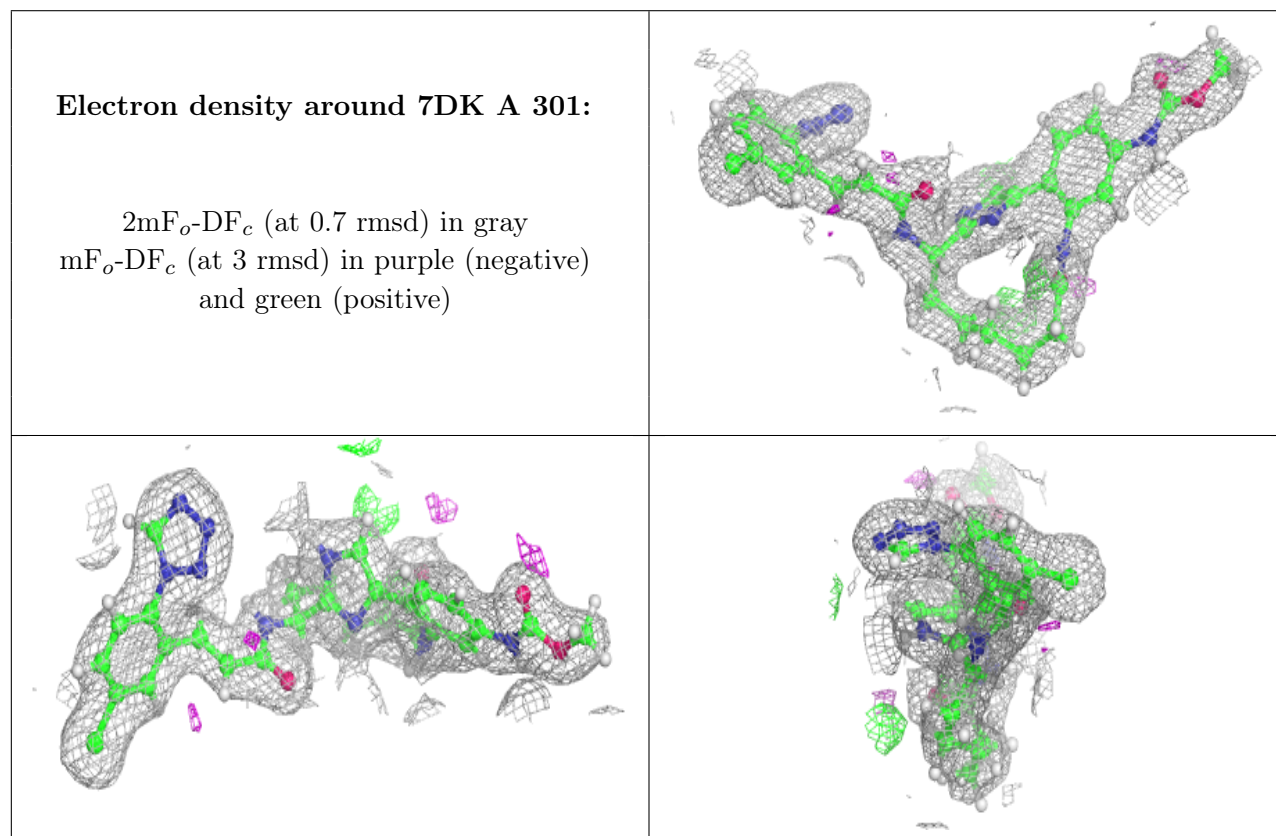 Electron density around 7DK A 301:
2mFo-DFc (at 0.7 rmsd) in gray
mFo-DFc (at 3 rmsd) in purple (negative)
and green (positive)